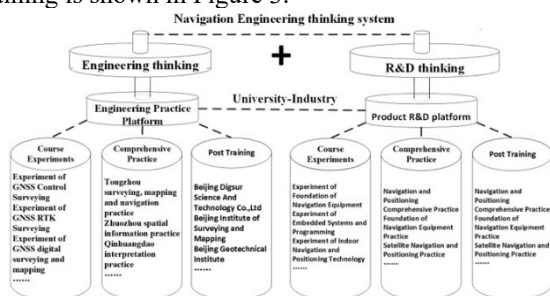 aining is shown in Figure 3.
Navigation Engineering thinking system
Engineering thinking
+
R&D thinking
Engineering Practice
Platform
University-Industry
Product R&D platform
Course
Experiments
Experiment of
GNSS Control
Surveying
Experiment of
GNSS RTK
Surveying
Experiment of
GNSS digital
surveying and
mapping
······
Comprehensive
Practice
Tongzhou
surveying, mapping
and navigation
practice
Zhuozhou spatial
information practice
Qinhuangdao
interpretation
practice
······
Post Training
Beijing Digsur
Science And
Technology Co.,Ltd
Beijing Institute of
Surveying and
Mapping
Beijing Geotechnical
Institute
······
Course
Experiments
Experiment of
Foundation of
Navigation Equipment
Experiment of
Embedded Systems and
Programming
Experiment of Indoor
Navigation and
Positioning Technology
Comprehensive
Practice
Navigation and
Positioning
Comprehensive Practice
Foundation of
Navigation Equipment
Practice
Satellite Navigation and
Positioning Practice
······
Post Training
Navigation and
Positioning
Comprehensive Practice
Foundation of
Navigation Equipment
Practice
Satellite Navigation and
Positioning Practice
······